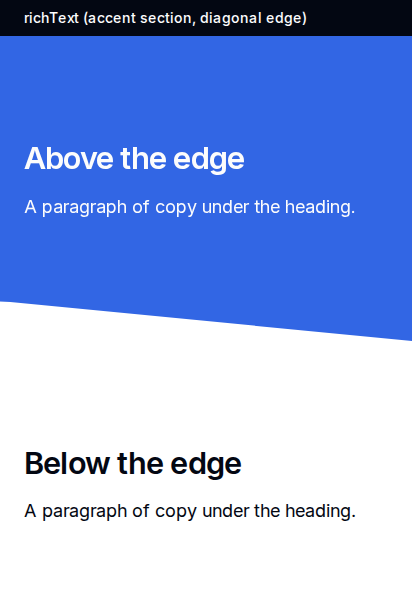 richText (accent section, diagonal edge)
Above the edge
A paragraph of copy under the heading.
Below the edge
A paragraph of copy under the heading.